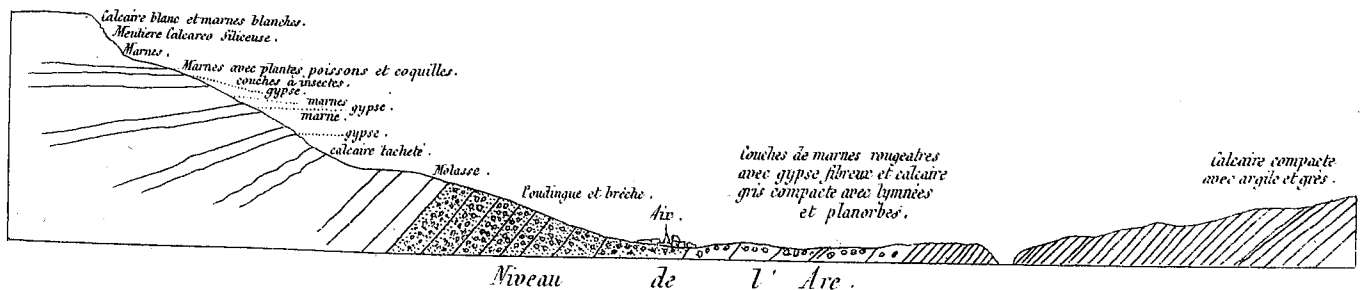 Calcaire blanc et marnes blanches.
Meuliere Calcareo Siliceuse.
Marnes.
Marnes avec plantes poissons et coquilles.
couches à insectes.
gypse.
marnes
gypse.
marne.
gypse.
calcaire tacheté.
Molasse.
Poudingue et brêche.
Aix.
Couches de marnes rougeatres
avec gypse fibreux et calcaire
gris compacte avec lymnées
et planorbes.
Calcaire compacte
avec argile et grès.
Niveau de l' Arc.